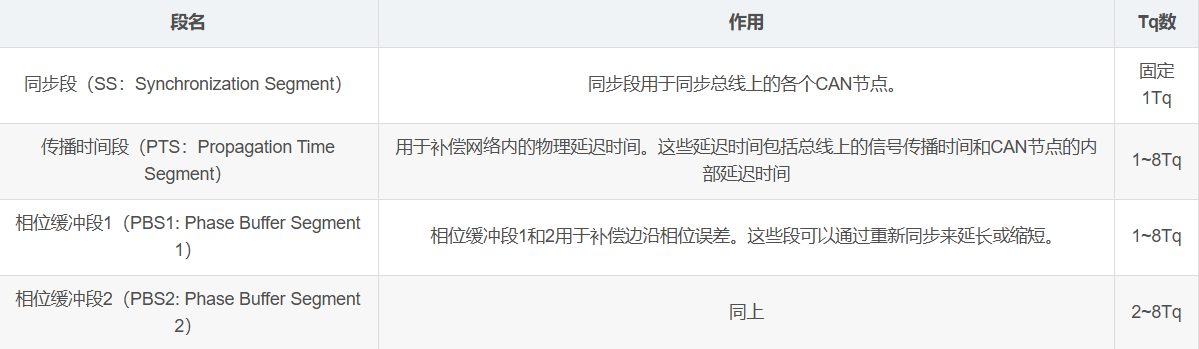 段名 作用 Tq数
同步段（SS：Synchronization Segment） 同步段用于同步总线上的各个CAN节点。 固定
1Tq
传播时间段（PTS：Propagation Time
Segment） 用于补偿网络内的物理延迟时间。这些延迟时间包括总线上的信号传播时间和CAN节点的内
部延迟时间 1~8Tq
相位缓冲段1（PBS1: Phase Buffer Segment
1） 相位缓冲段1和2用于补偿边沿相位误差。这些段可以通过重新同步来延长或缩短。 1~8Tq
相位缓冲段2（PBS2: Phase Buffer Segment
2） 同上 2~8Tq